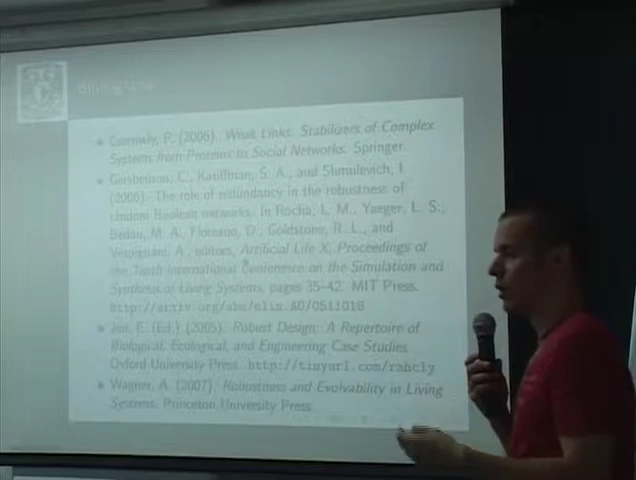 Csermely, P. (2006). Weak Links: Stabilizers of Complex
Systems from Proteins to Social Networks. Springer.
Gershenson, C., Kauffman, S. A., and Shmulevich, I.
(2006). The role of redundancy in the robustness of
random Boolean networks. In Rocha, L. M., Yaeger, L. S.,
Bedau, M. A., Floreano, D., Goldstone, R. L., and
Vespignani, A., editors, Artificial Life X, Proceedings of
the Tenth International Conference on the Simulation and
Synthesis of Living Systems, pages 35-42. MIT Press.
http://arxiv.org/abs/nlin.AO/0511018
Jen, E. (Ed.) (2005). Robust Design: A Repertoire of
Biological, Ecological, and Engineering Case Studies.
Oxford University Press. http://tinyurl.com/rahcly
Wagner, A. (2007). Robustness and Evolvability in Living
Systems. Princeton University Press.